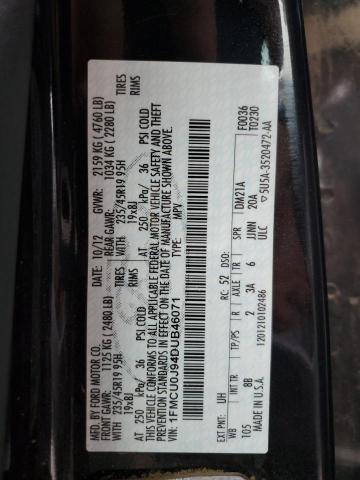 MFD. BY FORD MOTOR CO.
DATE: 10/12 GVWR: 2159 KG ( 4760 LB)
FRONT GAWR: 1125 KG ( 2480 LB) REAR GAWR: 1034 KG ( 2280 LB)
WITH 235/45R19 95H TIRES WITH 235/45R19 95H TIRES
19x8J RIMS 19x8J RIMS
AT 250 kPa/ 36 PSI COLD AT 250 kPa/ 36 PSI COLD
THIS VEHICLE CONFORMS TO ALL APPLICABLE FEDERAL MOTOR VEHICLE SAFETY AND THEFT
PREVENTION STANDARDS IN EFFECT ON THE DATE OF MANUFACTURE SHOWN ABOVE.
VIN: 1FMCU0J94DUB46071
TYPE: MPV
F0036
T0230
EXT PNT: UH RC: 52 DSO: DM21A
WB INT TR TP/PS R AXLE TR SPR
105 8B 2 3A 6 UNN 20A
ULC
1201210102486
MADE IN U.S.A. 5U5A-3520472-AA